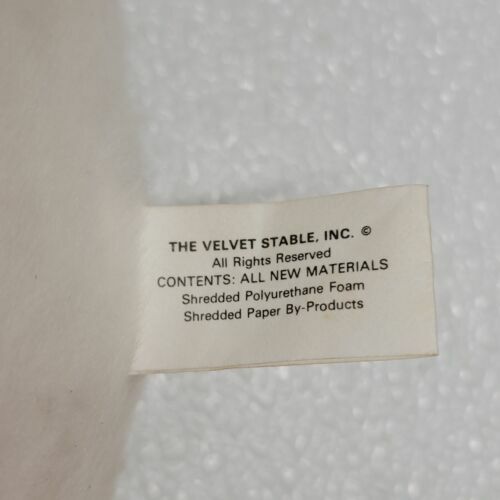 THE VELVET STABLE, INC. ©
All Rights Reserved
CONTENTS: ALL NEW MATERIALS
Shredded Polyurethane Foam
Shredded Paper By-Products